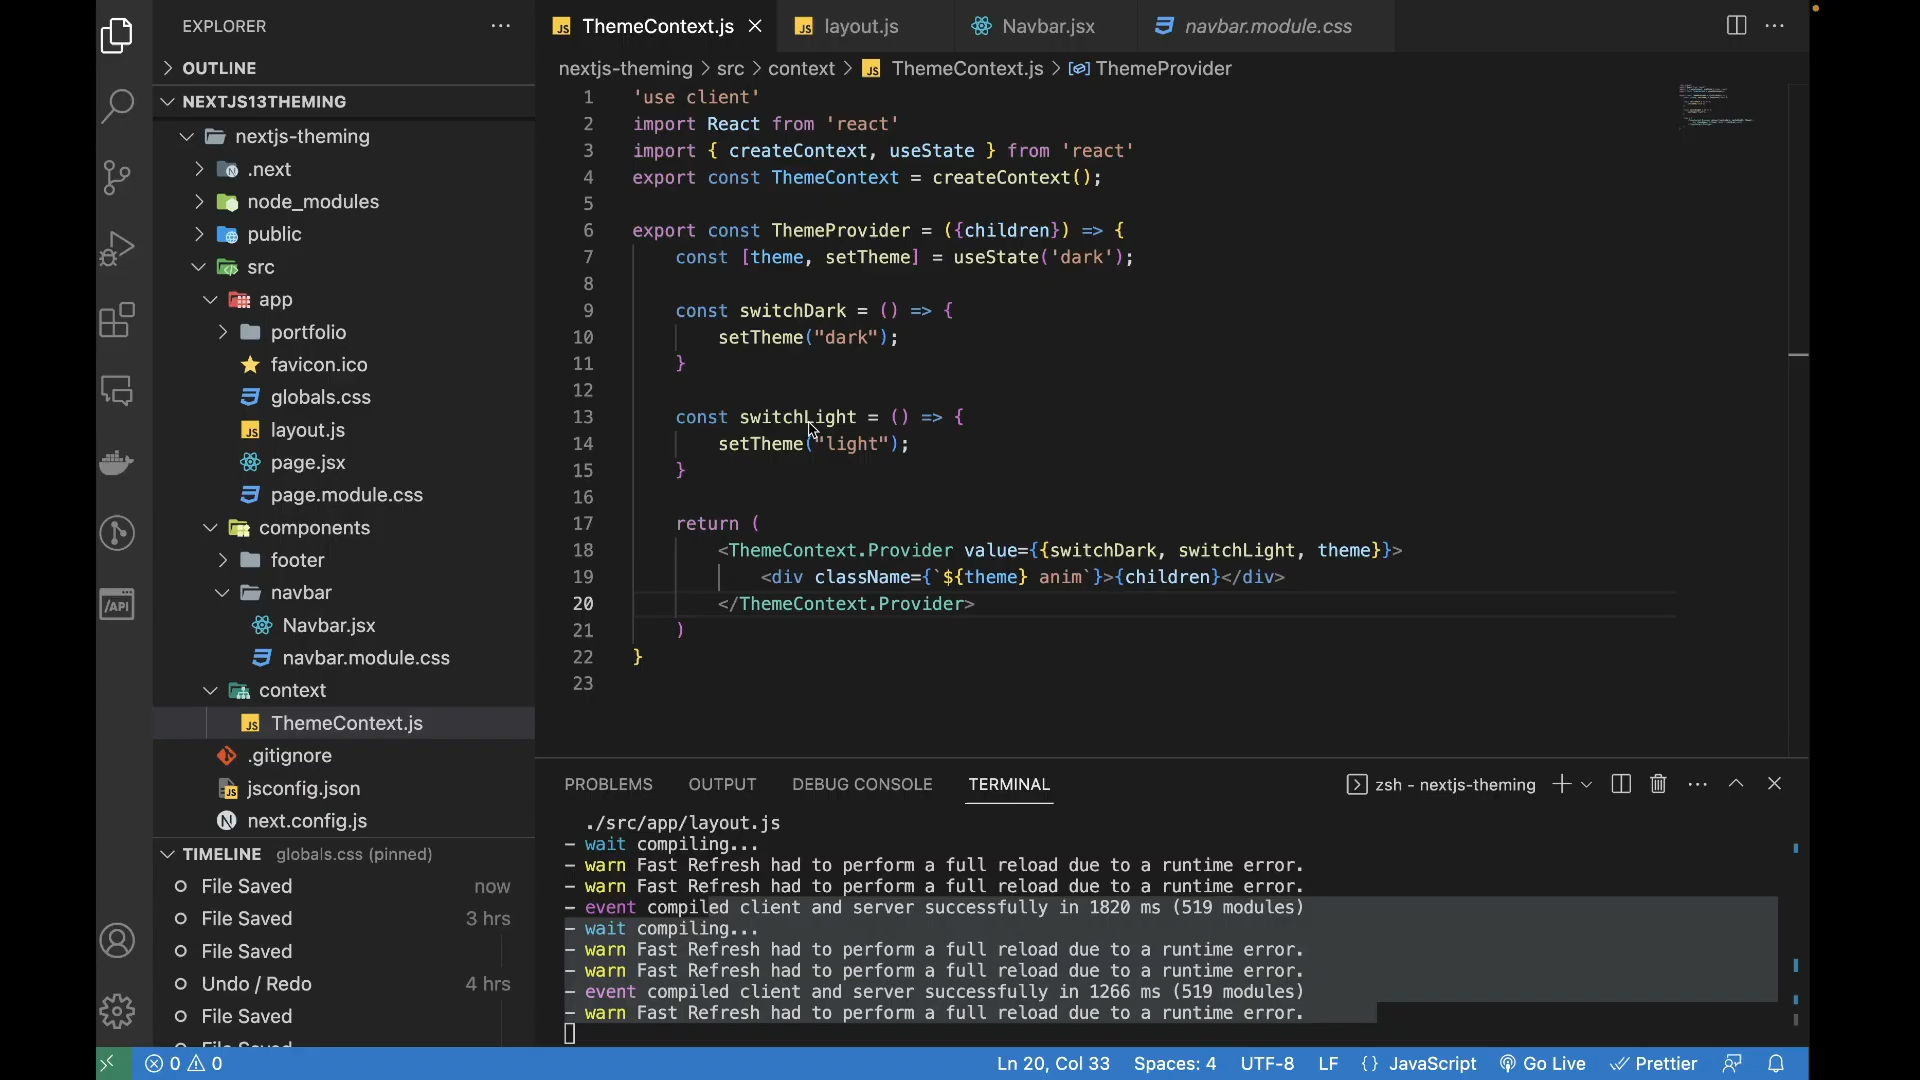 EXPLORER
OUTLINE
NEXTJS13THEMING
nextjs-theming
.next
node_modules
public
src
app
portfolio
favicon.ico
globals.css
layout.js
page.jsx
page.module.css
components
footer
navbar
Navbar.jsx
navbar.module.css
context
ThemeContext.js
.gitignore
jsconfig.json
next.config.js
TIMELINE globals.css (pinned)
File Saved now
File Saved 3 hrs
File Saved
Undo / Redo 4 hrs
File Saved
File Saved
ThemeContext.js layout.js Navbar.jsx navbar.module.css
nextjs-theming > src > context > ThemeContext.js > ThemeProvider
1 'use client'
2 import React from 'react'
3 import { createContext, useState } from 'react'
4 export const ThemeContext = createContext();
5
6 export const ThemeProvider = ({children}) => {
7 const [theme, setTheme] = useState('dark');
8
9 const switchDark = () => {
10 setTheme("dark");
11 }
12
13 const switchLight = () => {
14 setTheme("light");
15 }
16
17 return (
18 <ThemeContext.Provider value={{switchDark, switchLight, theme}}>
19 <div className={`${theme} anim`}>{children}</div>
20 </ThemeContext.Provider>
21 )
22 }
23
PROBLEMS OUTPUT DEBUG CONSOLE TERMINAL zsh - nextjs-theming
./src/app/layout.js
- wait compiling...
- warn Fast Refresh had to perform a full reload due to a runtime error.
- warn Fast Refresh had to perform a full reload due to a runtime error.
- event compiled client and server successfully in 1820 ms (519 modules)
- wait compiling...
- warn Fast Refresh had to perform a full reload due to a runtime error.
- warn Fast Refresh had to perform a full reload due to a runtime error.
- event compiled client and server successfully in 1266 ms (519 modules)
- warn Fast Refresh had to perform a full reload due to a runtime error.
0 0 Ln 20, Col 33 Spaces: 4 UTF-8 LF {} JavaScript Go Live Prettier